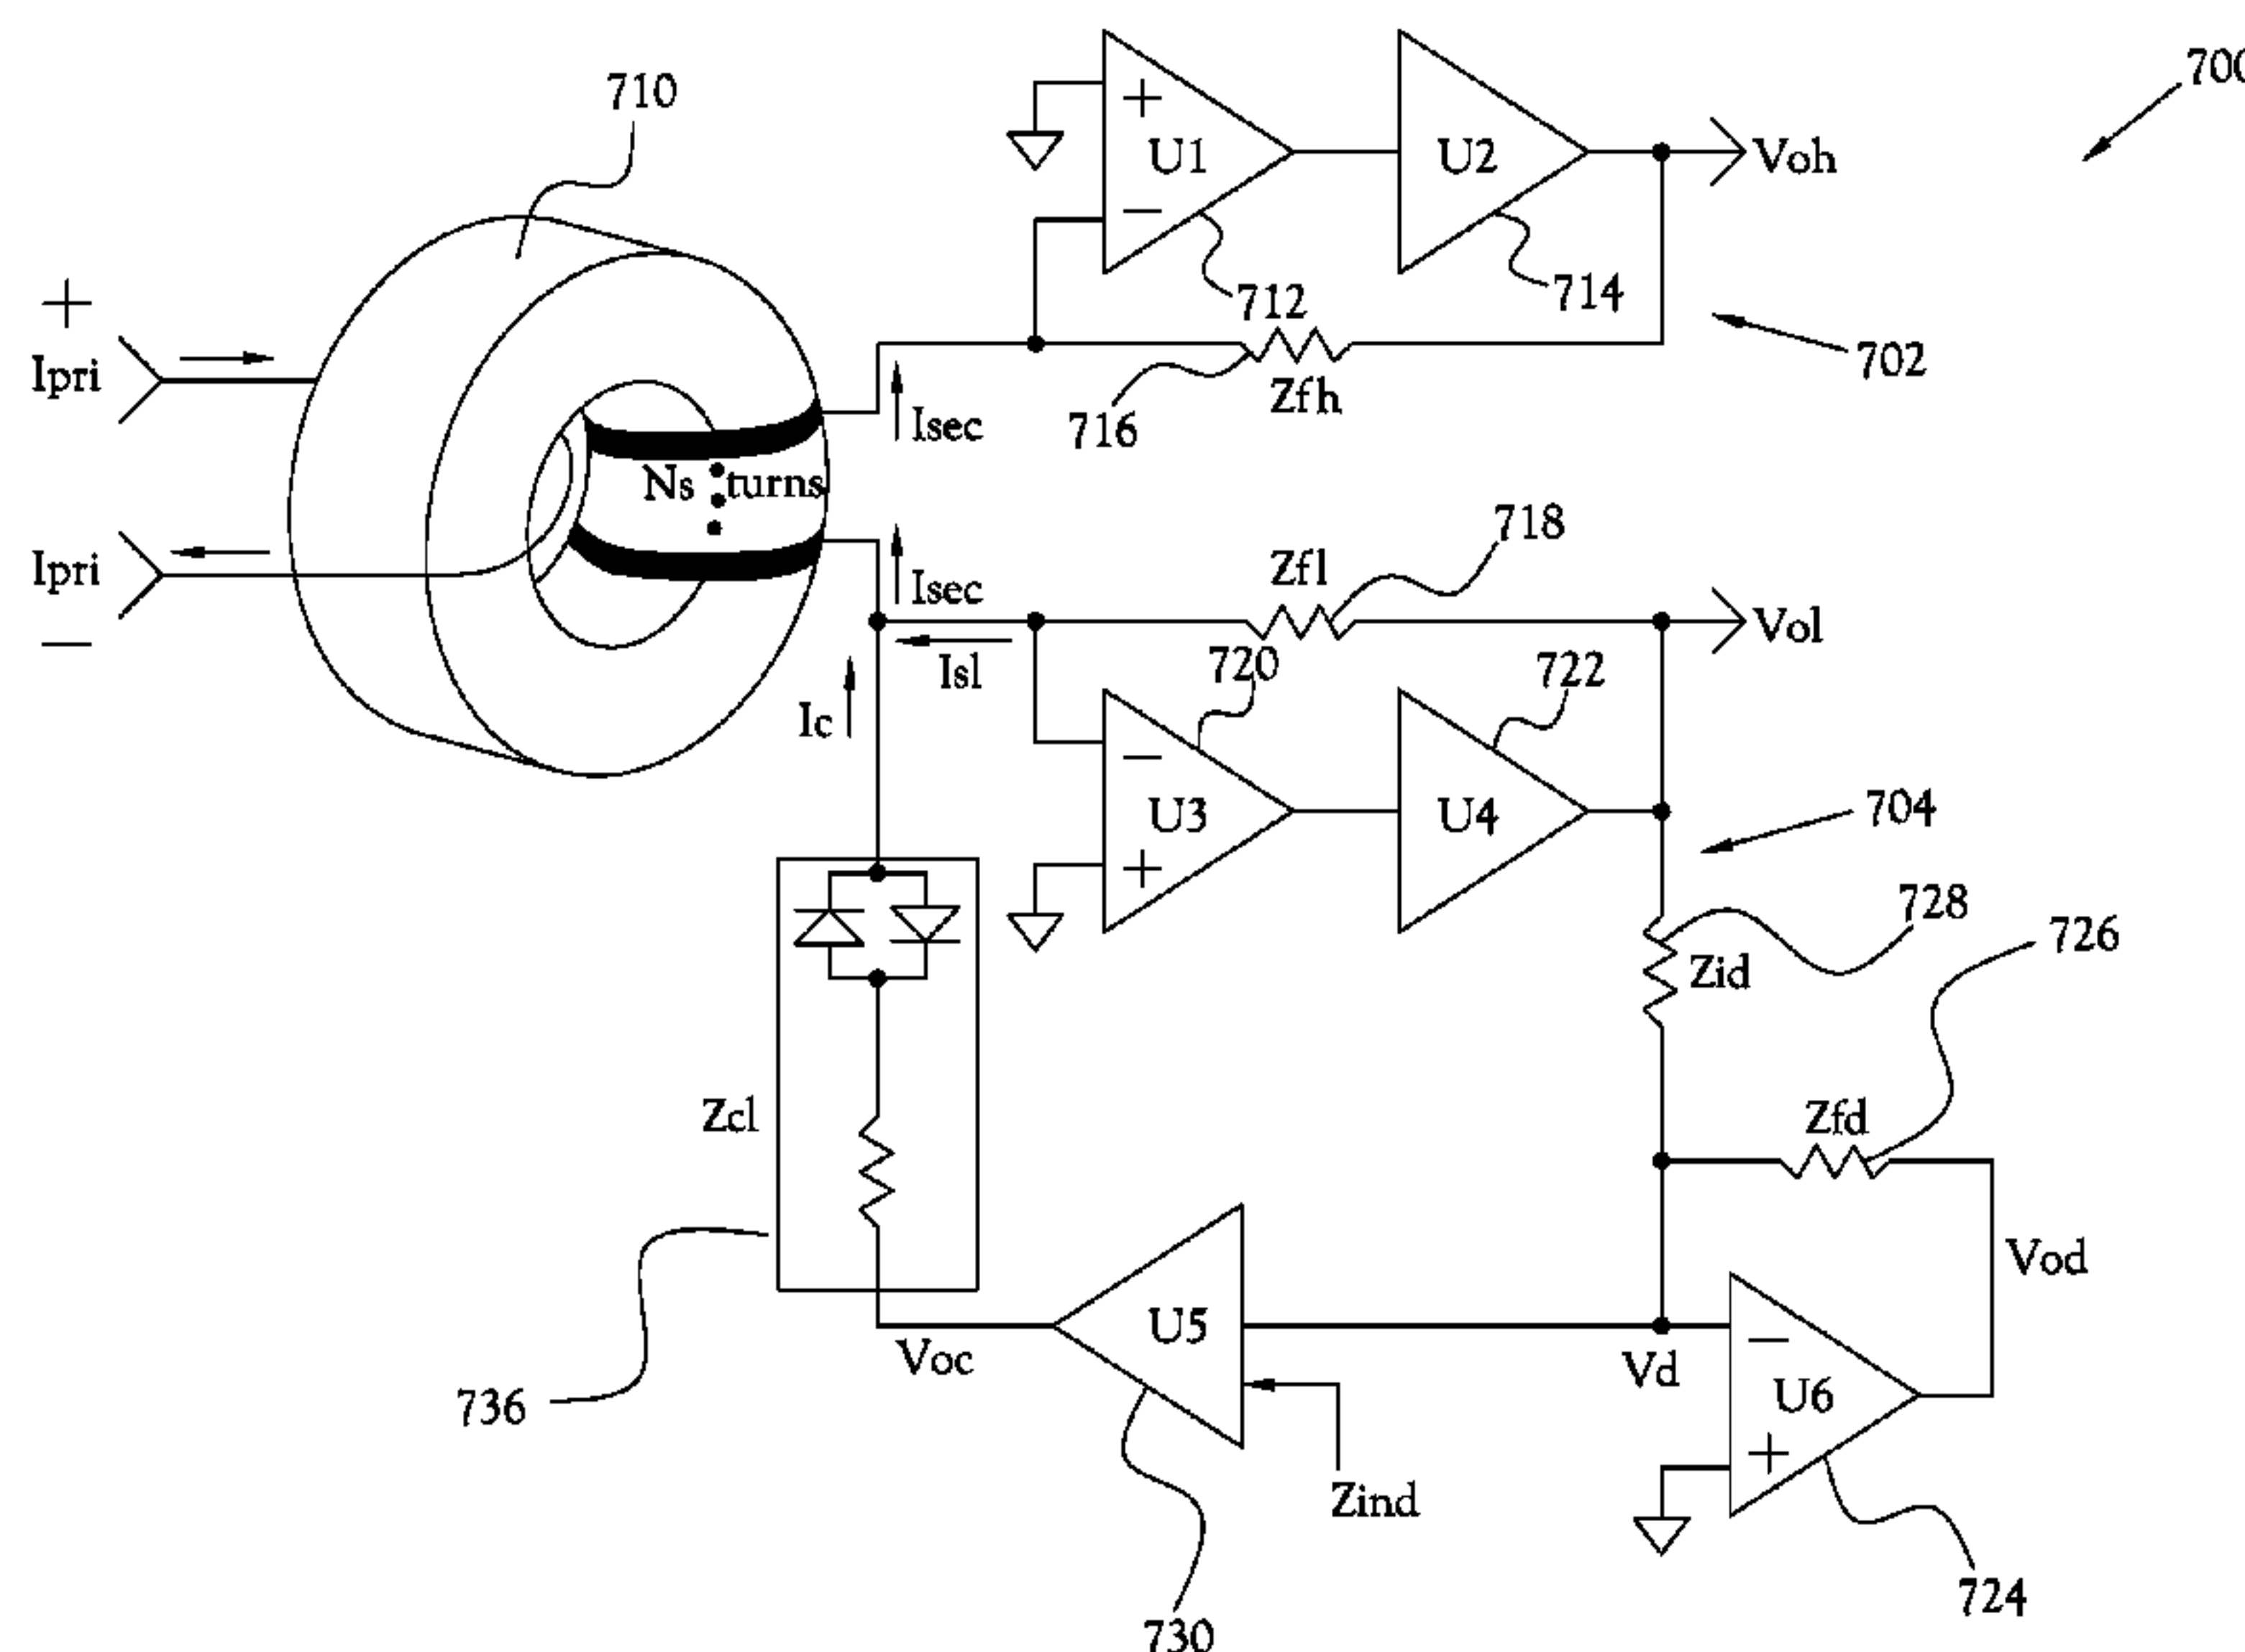 700
710
+
U1
−
U2
Voh
712
714
702
+
Ipri
Isec
716
Zfh
Ns turns
718
Ipri
−
Isec
Zfl
Vol
Isl
720
722
Ic
−
U3
+
U4
704
728
726
Zid
Zcl
Zfd
Vod
U5
Voc
Vd
−
U6
+
736
Zind
724
730